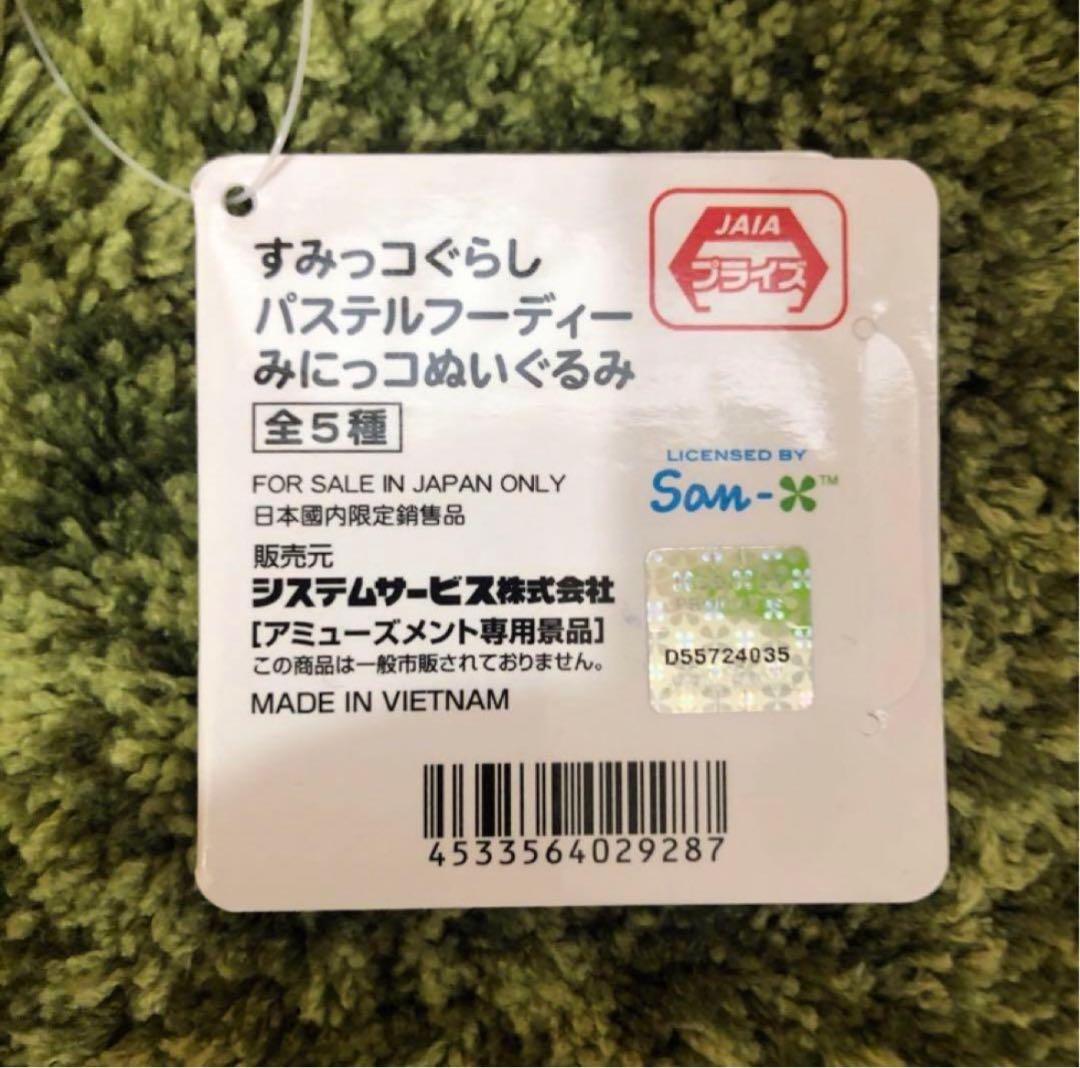 すみっコぐらし
パステルフーディー
みにっコぬいぐるみ
全5種
JAIA
プライズ
FOR SALE IN JAPAN ONLY
日本國内限定銷售品
LICENSED BY
San-X™
販売元
システムサービス株式会社
[アミューズメント専用景品]
この商品は一般市販されておりません。
MADE IN VIETNAM
D55724035
4533564029287